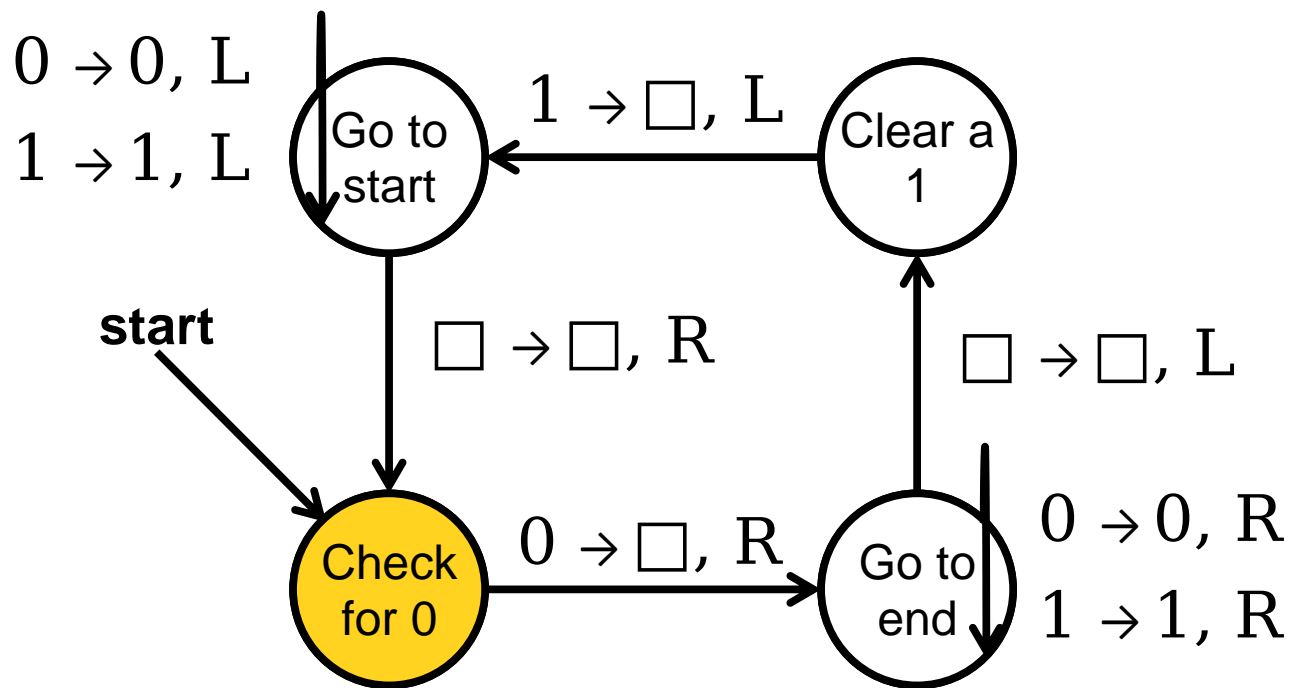 0 → 0, L
1 → 1, L
Go to
start
1 → □, L
Clear a
1
start
□ → □, R
□ → □, L
Check
for 0
0 → □, R
Go to
end
0 → 0, R
1 → 1, R